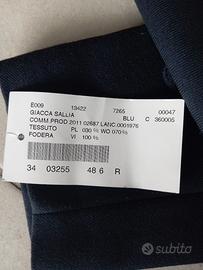 E009 13422 7265 00047
GIACCA SALLIA BLU C 360005
COMM.PROD 2011 02687 LANC.0001976
TESSUTO PL 030 % WO 070 %
FODERA VI 100 %
34 03255 48 6 R
subito